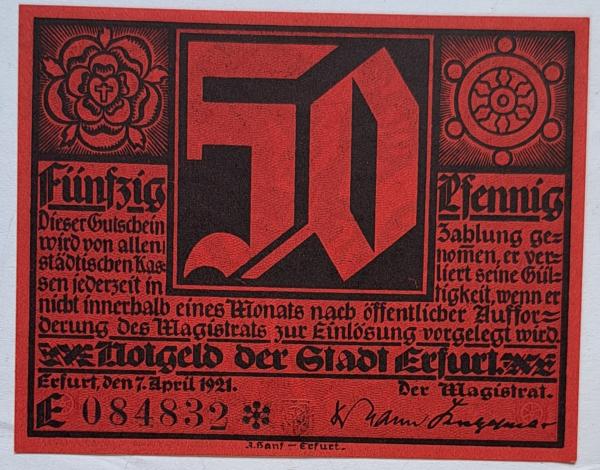 50
Fünfzig Pfennig
Dieser Gutschein
wird von allen
städtischen Kas-
sen jederzeit in
Zahlung ge-
nomen, er ver-
liert seine Gül-
tigkeit, wenn er
nicht innerhalb eines Monats nach öffentlicher Auffor-
derung des Magistrats zur Einlösung vorgelegt wird.
Notgeld der Stadt Erfurt.
Erfurt, den 7. April 1921. Der Magistrat.
E 084832
J. Hanf – Erfurt.